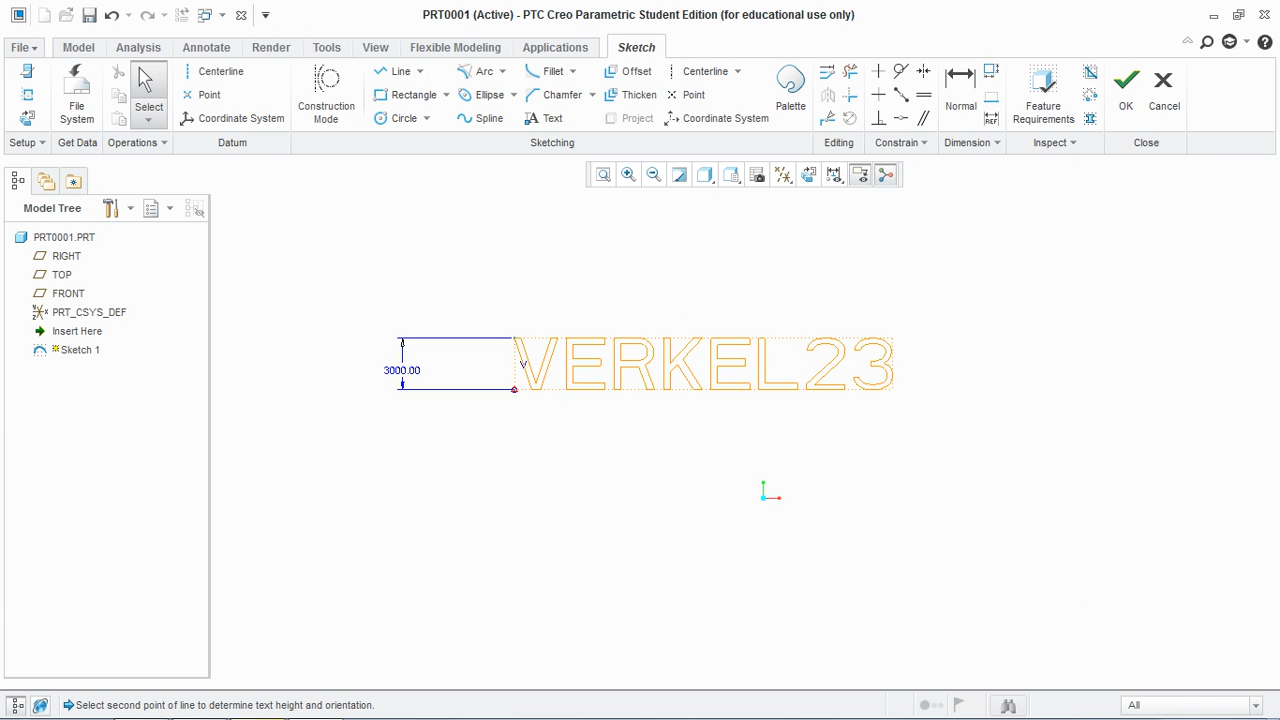 PRT0001 (Active) - PTC Creo Parametric Student Edition (for educational use only)
File Model Analysis Annotate Render Tools View Flexible Modeling Applications Sketch
Centerline Line Arc Fillet Offset Centerline
Point Rectangle Ellipse Chamfer Thicken Point
Coordinate System Circle Spline Text Project Coordinate System
File System
Select
Construction Mode
Palette
Normal
Feature Requirements
OK
Cancel
Setup Get Data Operations Datum Sketching Editing Constrain Dimension Inspect Close
Model Tree
PRT0001.PRT
RIGHT
TOP
FRONT
PRT_CSYS_DEF
Insert Here
Sketch 1
3000.00
V
VERKEL23
Select second point of line to determine text height and orientation.
All